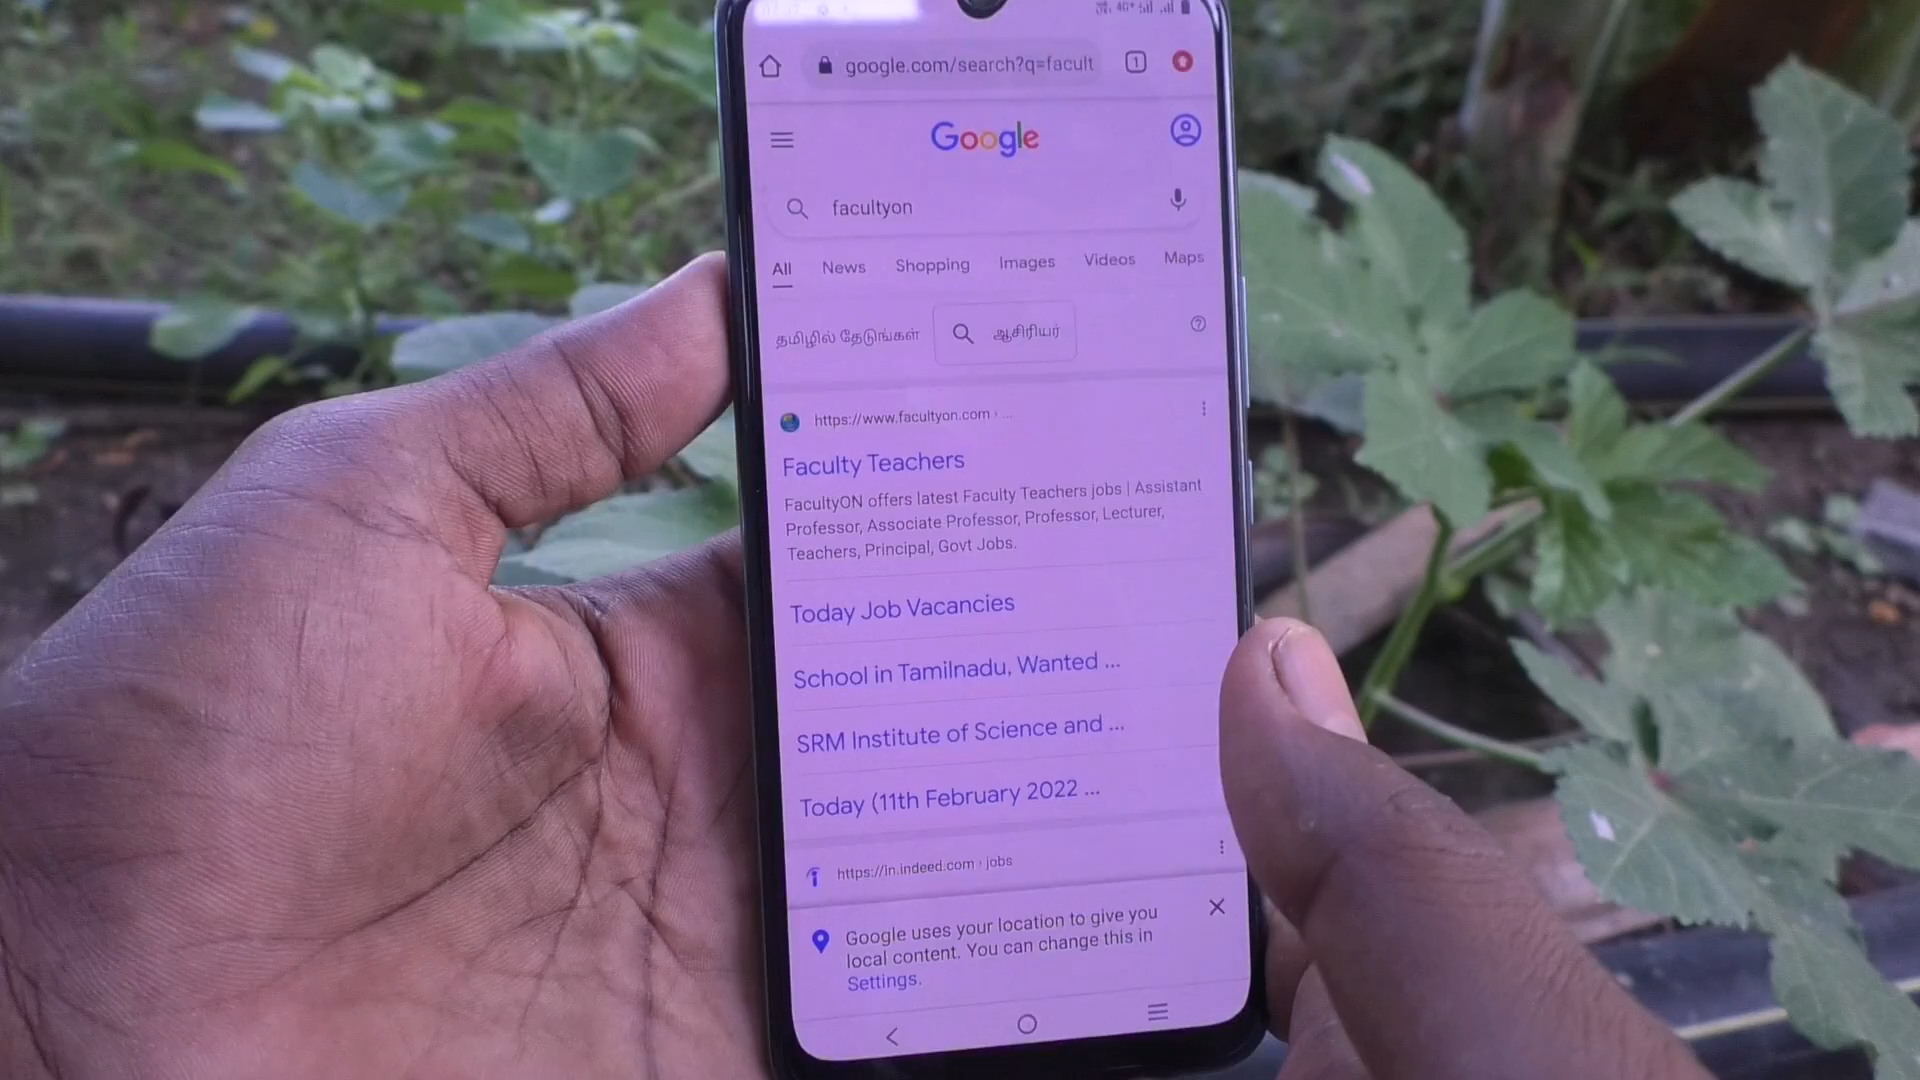 4G+
google.com/search?q=facult
1
Google
facultyon
All News Shopping Images Videos Maps
தமிழில் தேடுங்கள் ஆசிரியர்
https://www.facultyon.com › ...
Faculty Teachers
FacultyON offers latest Faculty Teachers jobs | Assistant
Professor, Associate Professor, Professor, Lecturer,
Teachers, Principal, Govt Jobs.
Today Job Vacancies
School in Tamilnadu, Wanted ...
SRM Institute of Science and ...
Today (11th February 2022 ...
https://in.indeed.com › jobs
Google uses your location to give you
local content. You can change this in
Settings.